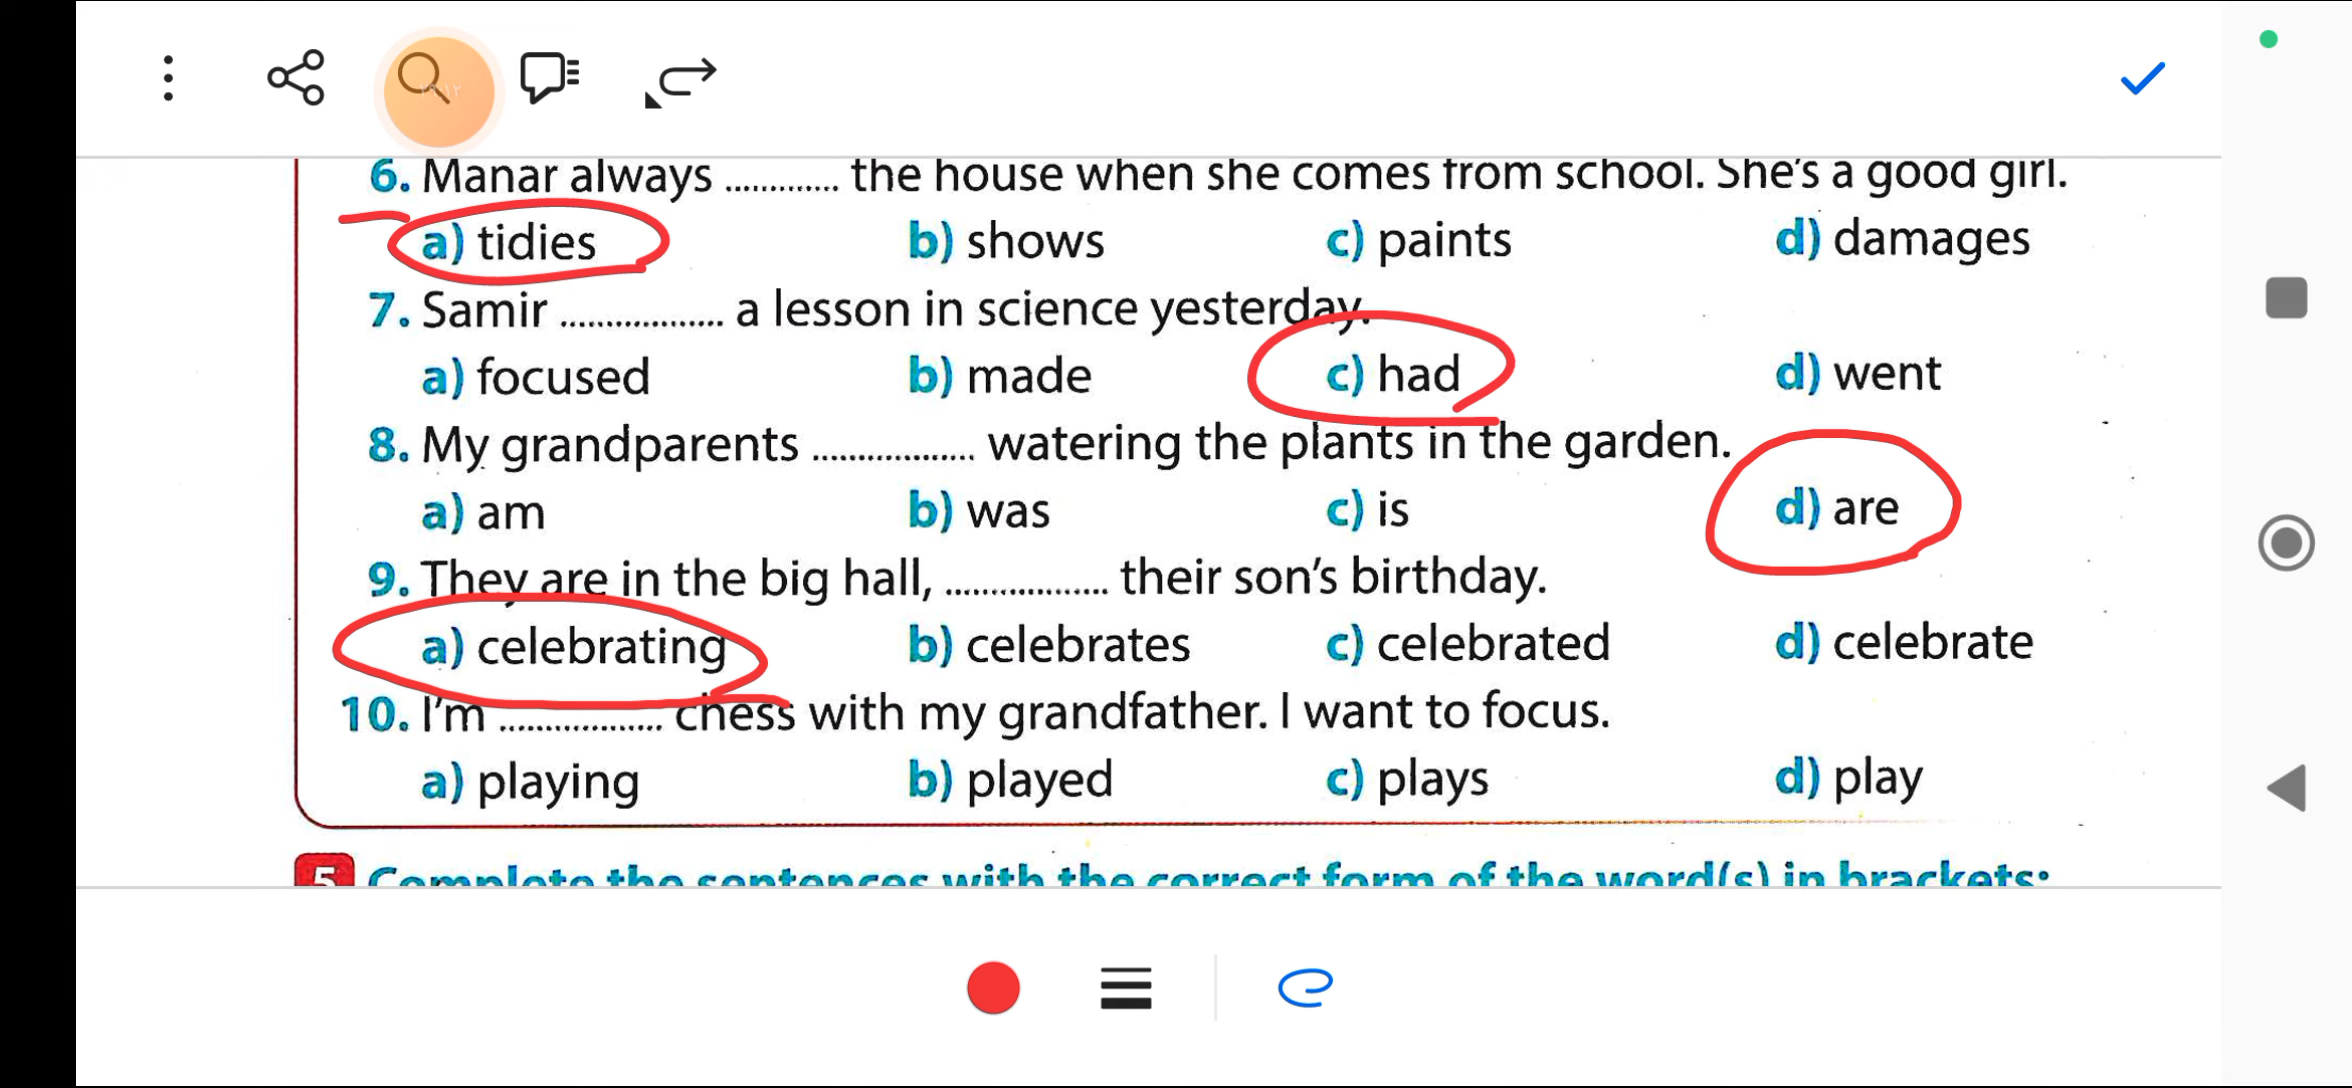 6. Manar always ............. the house when she comes from school. She's a good girl.
a) tidies b) shows c) paints d) damages
7. Samir .................. a lesson in science yesterday.
a) focused b) made c) had d) went
8. My grandparents .................. watering the plants in the garden.
a) am b) was c) is d) are
9. They are in the big hall, .................. their son's birthday.
a) celebrating b) celebrates c) celebrated d) celebrate
10. I'm .................. chess with my grandfather. I want to focus.
a) playing b) played c) plays d) play
5 Complete the sentences with the correct form of the word(s) in brackets: